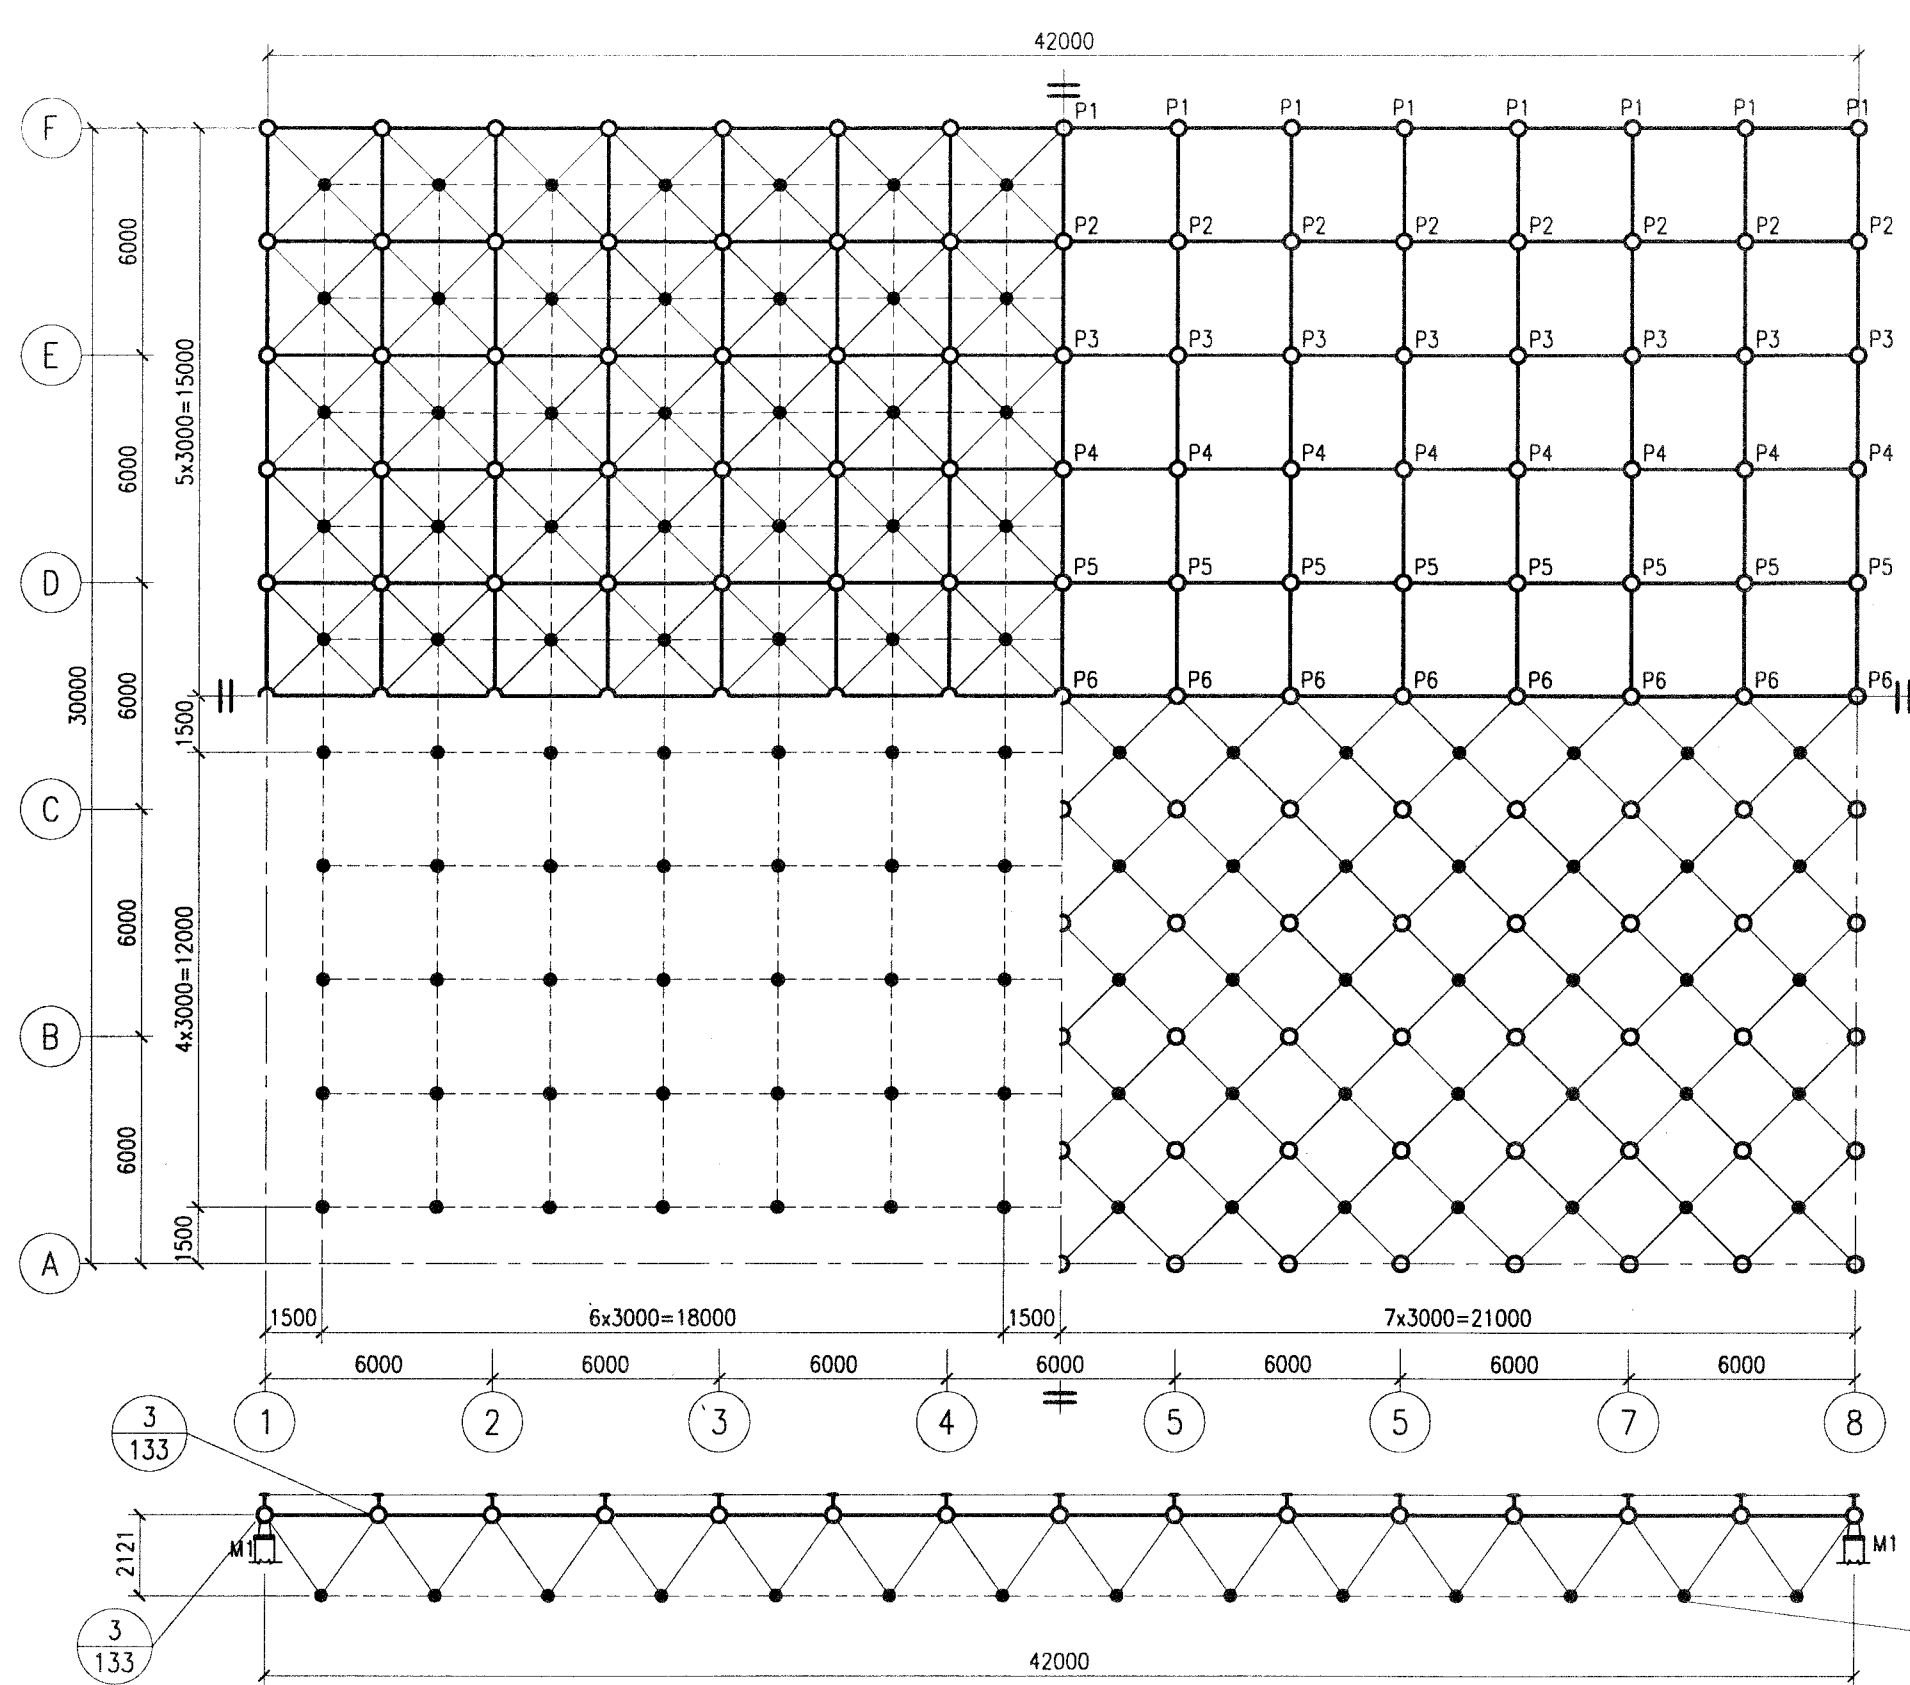 42000
P1 P1 P1 P1 P1 P1 P1 P1
F
6000
P2 P2 P2 P2 P2 P2 P2 P2
E
5x3000=15000
P3 P3 P3 P3 P3 P3 P3 P3
6000
P4 P4 P4 P4 P4 P4 P4 P4
D
P5 P5 P5 P5 P5 P5 P5 P5
30000
6000
1500
P6 P6 P6 P6 P6 P6 P6 P6
C
6000
4x3000=12000
B
6000
1500
A
1500 6x3000=18000 1500 7x3000=21000
6000 6000 6000 6000 6000 6000 6000
1 2 3 4 5 5 7 8
3
133
2121
M1 M1
3
133
42000